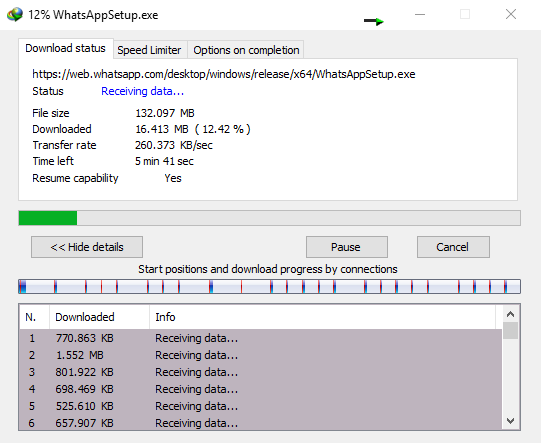 12% WhatsAppSetup.exe
Download status Speed Limiter Options on completion
https://web.whatsapp.com/desktop/windows/release/x64/WhatsAppSetup.exe
Status Receiving data...
File size 132.097 MB
Downloaded 16.413 MB ( 12.42 % )
Transfer rate 260.373 KB/sec
Time left 5 min 41 sec
Resume capability Yes
<< Hide details Pause Cancel
Start positions and download progress by connections
N. Downloaded Info
1 770.863 KB Receiving data...
2 1.552 MB Receiving data...
3 801.922 KB Receiving data...
4 698.469 KB Receiving data...
5 525.610 KB Receiving data...
6 657.907 KB Receiving data...